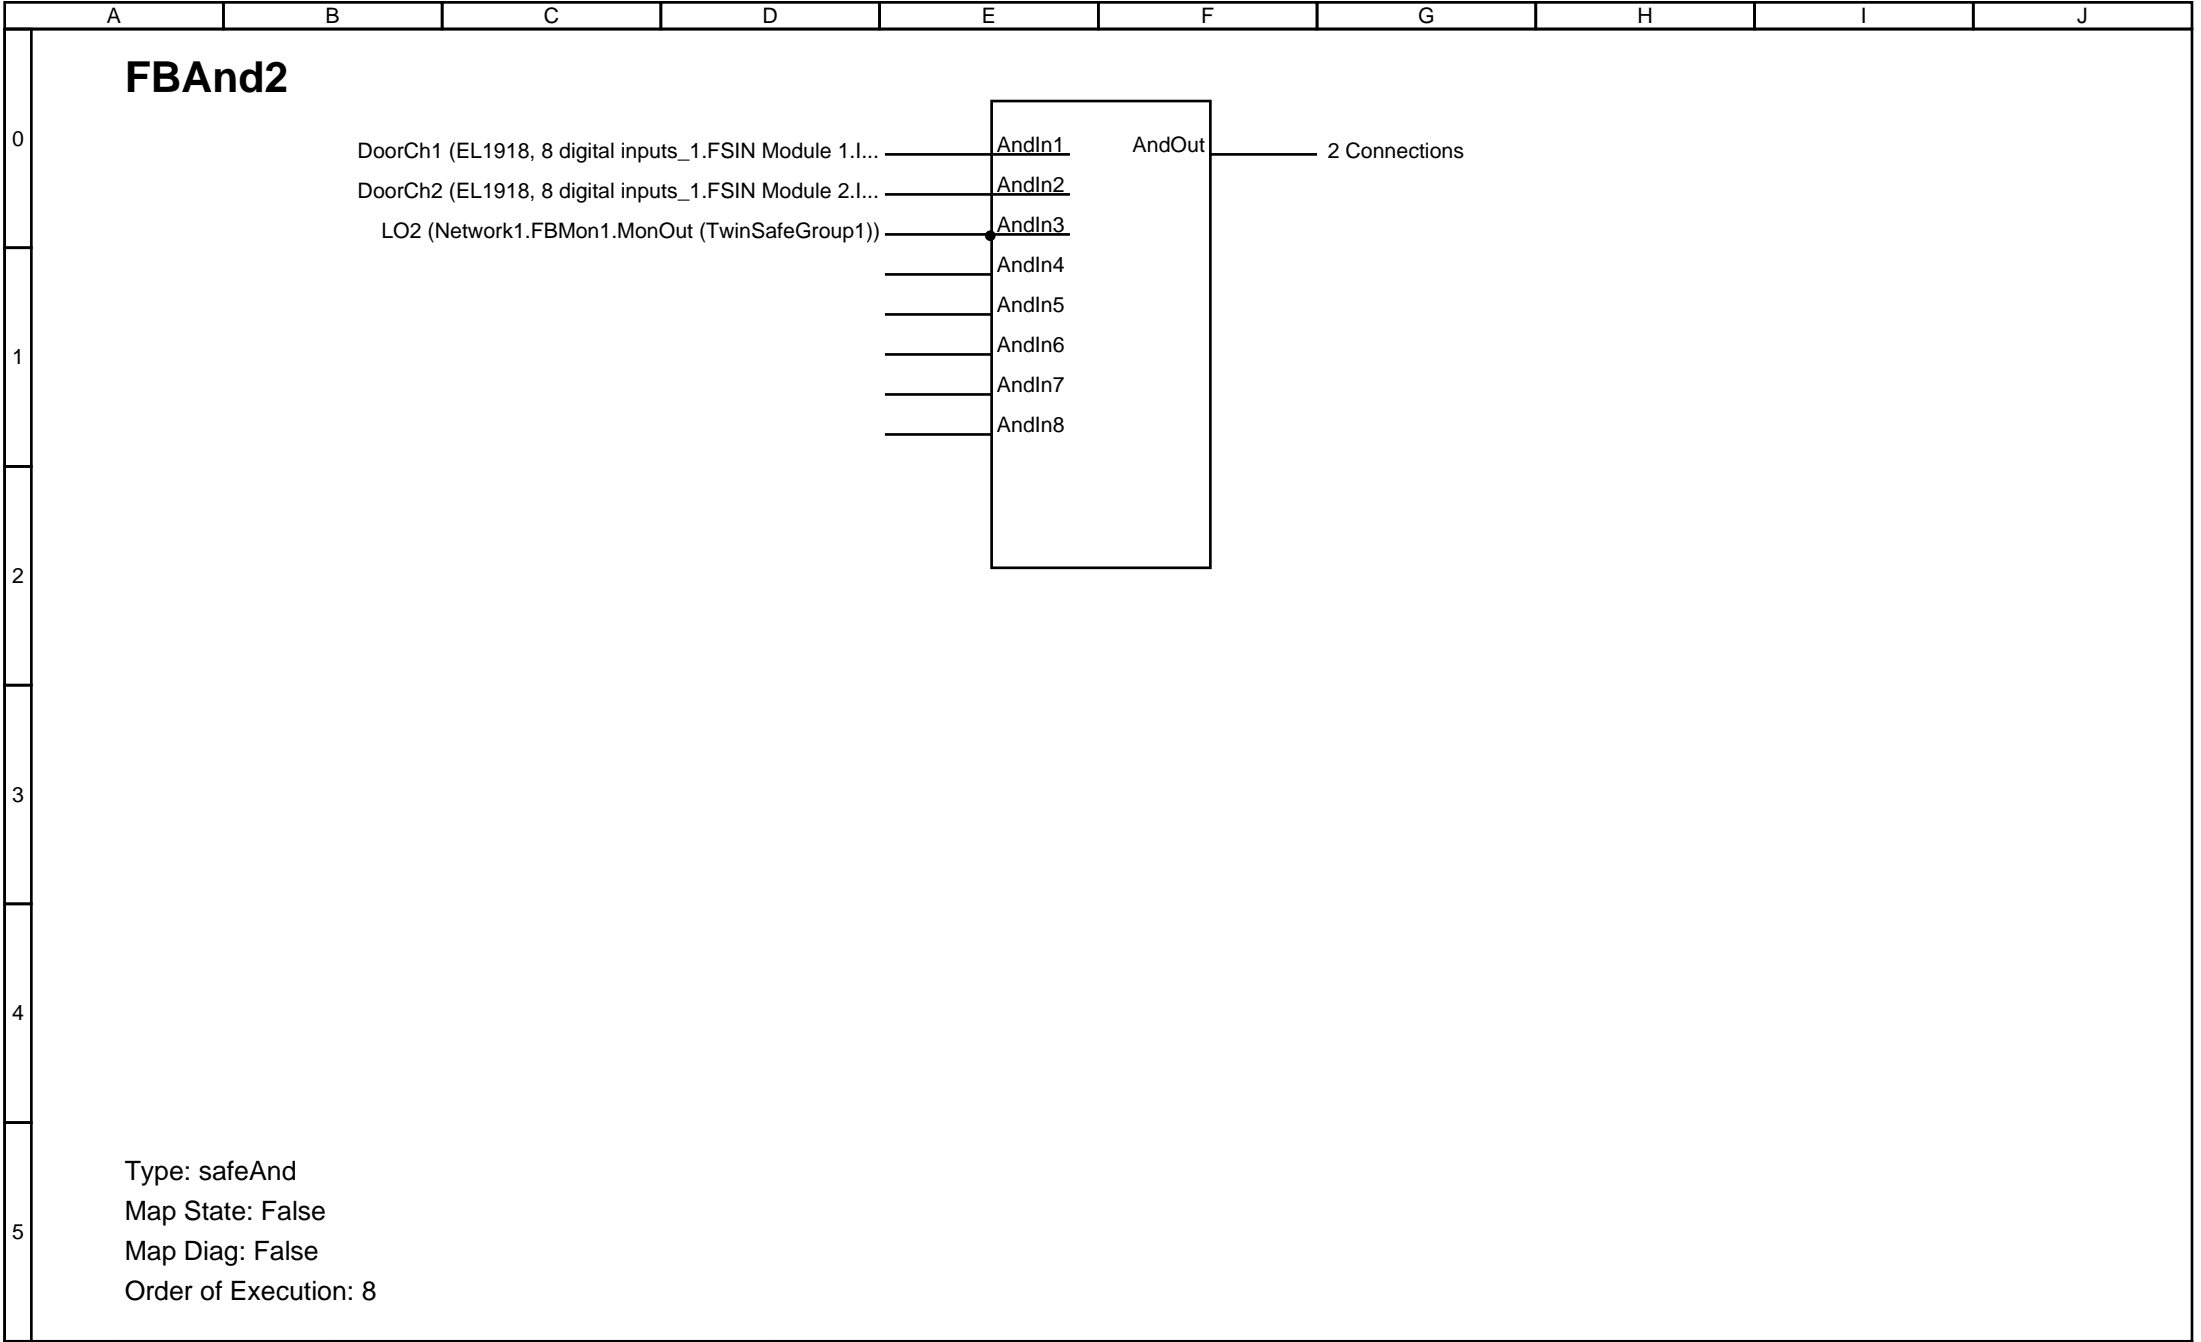 A B C D E F G H I J
FBAnd2
0
DoorCh1 (EL1918, 8 digital inputs_1.FSIN Module 1.I... AndIn1 AndOut 2 Connections
DoorCh2 (EL1918, 8 digital inputs_1.FSIN Module 2.I... AndIn2
LO2 (Network1.FBMon1.MonOut (TwinSafeGroup1)) AndIn3
AndIn4
AndIn5
1 AndIn6
AndIn7
AndIn8
2
3
4
Type: safeAnd
Map State: False
5
Map Diag: False
Order of Execution: 8